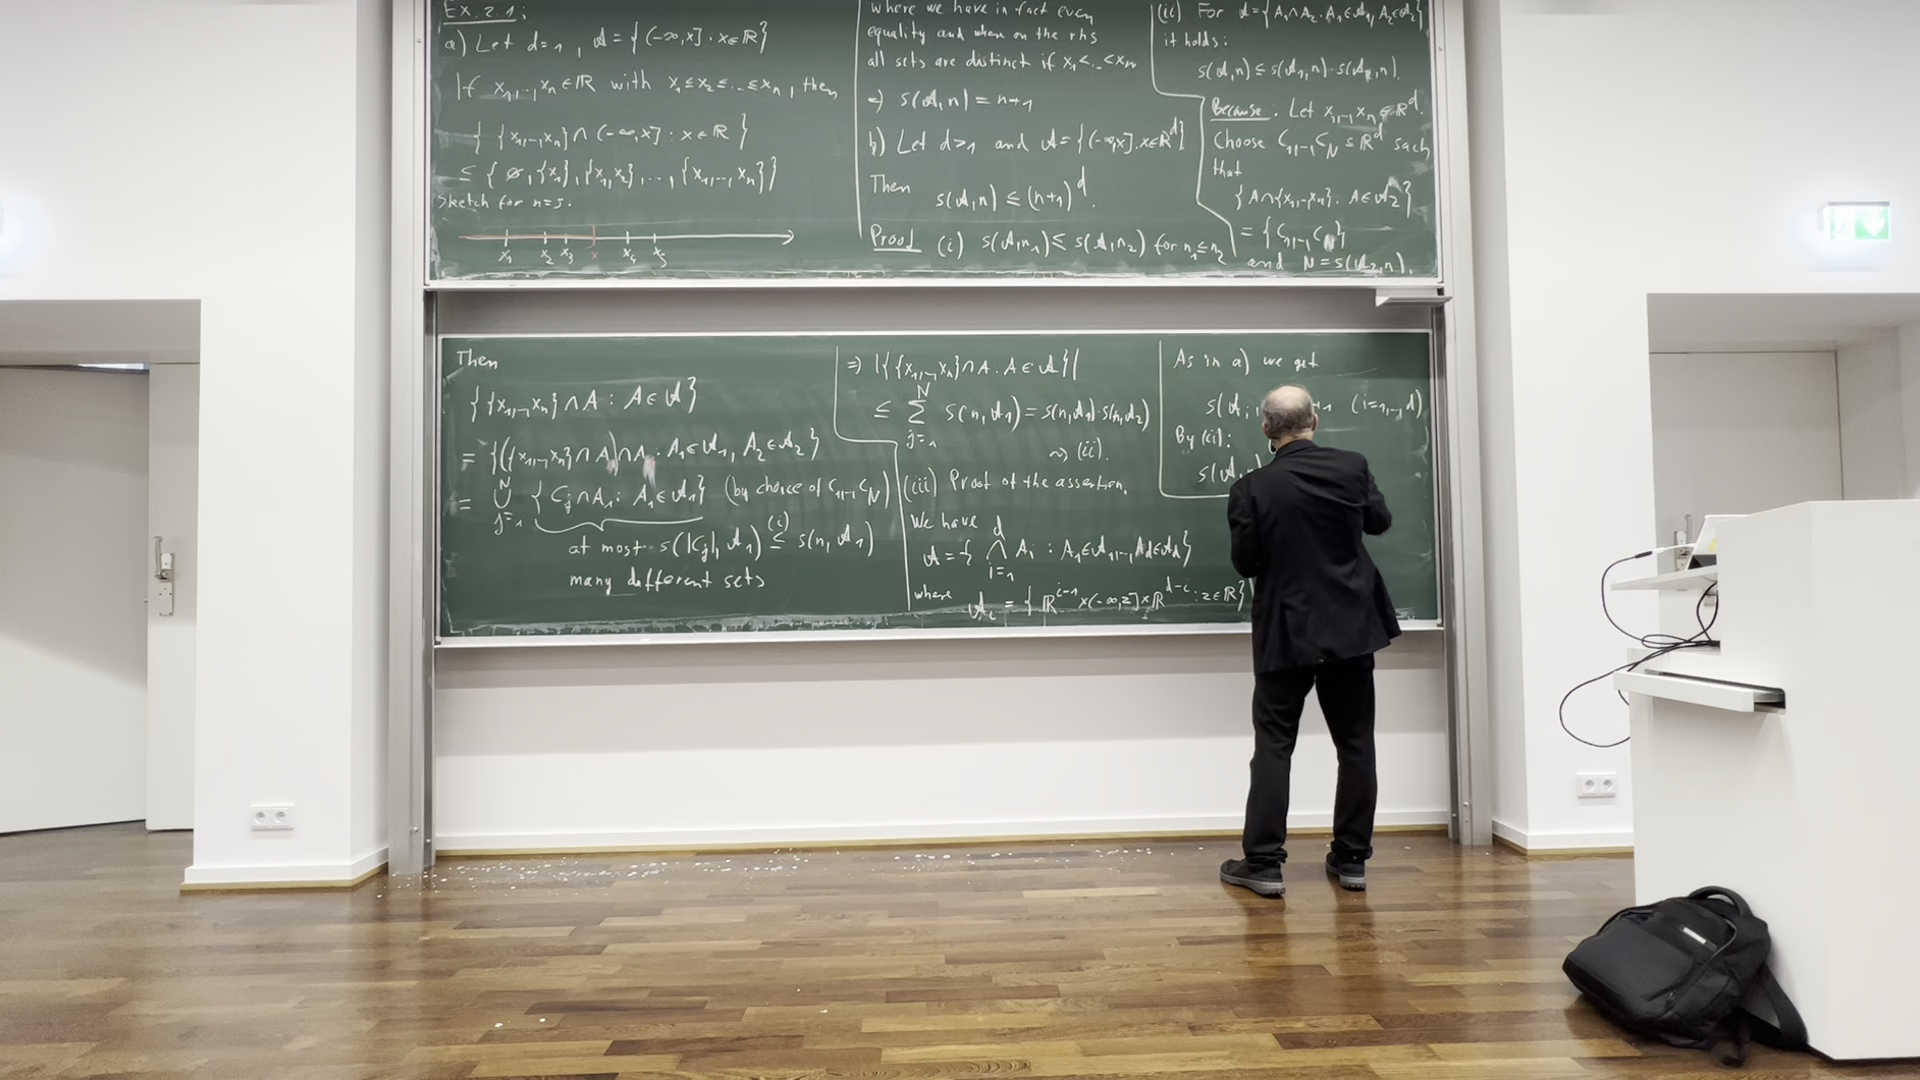 Ex. 2.1:
a) Let d=1, 𝒜 = { (-∞,x] : x∈ℝ }
If x₁,..,xₙ∈ℝ with x₁≤x₂≤...≤xₙ, then
{ {x₁,..,xₙ} ∩ (-∞,x] : x∈ℝ }
⊆ { ∅, {x₁}, {x₁,x₂}, ..., {x₁,..,xₙ} }
Sketch for n=5:
x₁ x₂ x₃ x x₄ x₅
where we have in fact even
equality and when on the rhs
all sets are distinct if x₁<..<xₙ
⇒ s(𝒜,n) = n+1
b) Let d>1 and 𝒜 = { (-∞,x] : x∈ℝᵈ }
Then
s(𝒜,n) ≤ (n+1)ᵈ.
Proof (i) s(𝒜,n₁) ≤ s(𝒜,n₂) for n₁≤n₂
(ii) For 𝒜={A₁∩A₂ : A₁∈𝒜₁, A₂∈𝒜₂}
it holds:
s(𝒜,n) ≤ s(𝒜₁,n)·s(𝒜₂,n).
Because: Let x₁,..,xₙ∈ℝᵈ.
Choose C₁,..,C_N ⊆ ℝᵈ such
that
{A∩{x₁,..,xₙ} : A∈𝒜₂}
= {C₁,..,C_N}
and N=s(𝒜₂,n).
Then
{ {x₁,..,xₙ} ∩ A : A∈𝒜 }
= {({x₁,..,xₙ}∩A)∩A : A₁∈𝒜₁, A₂∈𝒜₂}
= ⋃_{j=1}^N { C_j∩A₁ : A₁∈𝒜₁} (by choice of C₁,..,C_N)
at most s(|C_j|, 𝒜₁) ≤^{(i)} s(n,𝒜₁)
many different sets
⇒ |{ {x₁,..,xₙ}∩A : A∈𝒜 }|
≤ ∑_{j=1}^N s(n,𝒜₁) = s(n,𝒜₁)·s(n,𝒜₂)
⇝ (ii).
(iii) Proof of the assertion.
We have
𝒜={ ⋂_{i=1}^d A_i : A₁∈𝒜₁,..,A_d∈𝒜_d}
where 𝒜_i = { ℝ^{i-1}×(-∞,z]×ℝ^{d-i} : z∈ℝ}
As in a) we get
s(𝒜_i, +1 (i=1,..,d)
By (ii):
s(𝒜,n